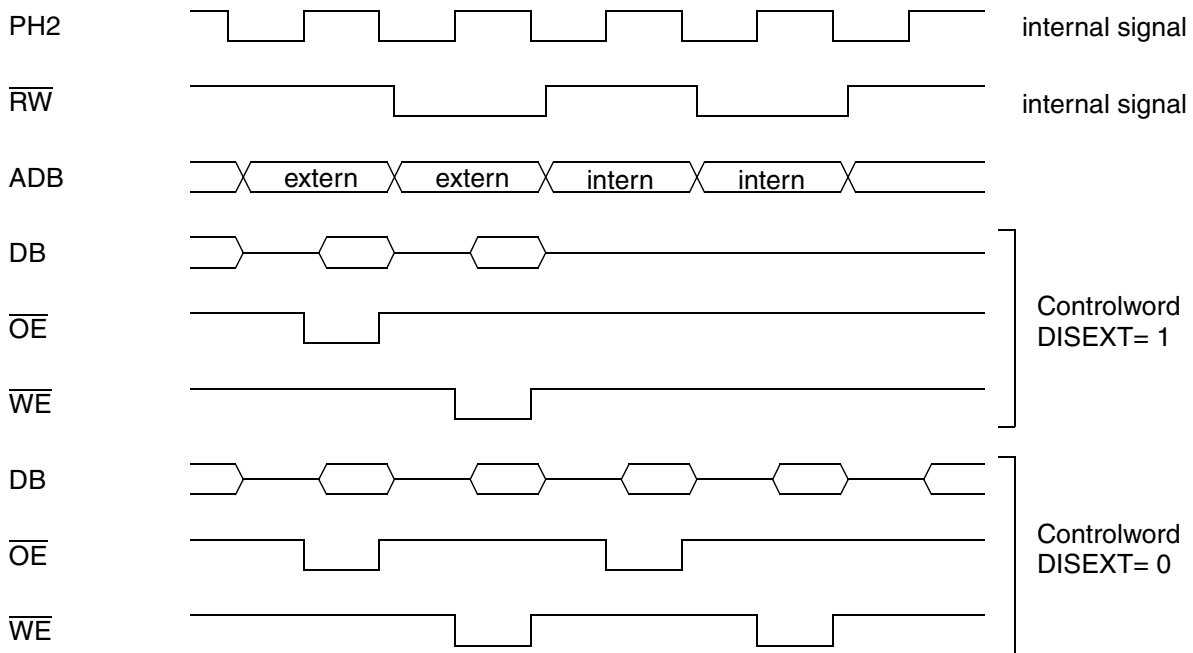 PH2 internal signal
RW internal signal
ADB extern extern intern intern
DB
OE
WE
Controlword
DISEXT= 1
DB
OE
WE
Controlword
DISEXT= 0